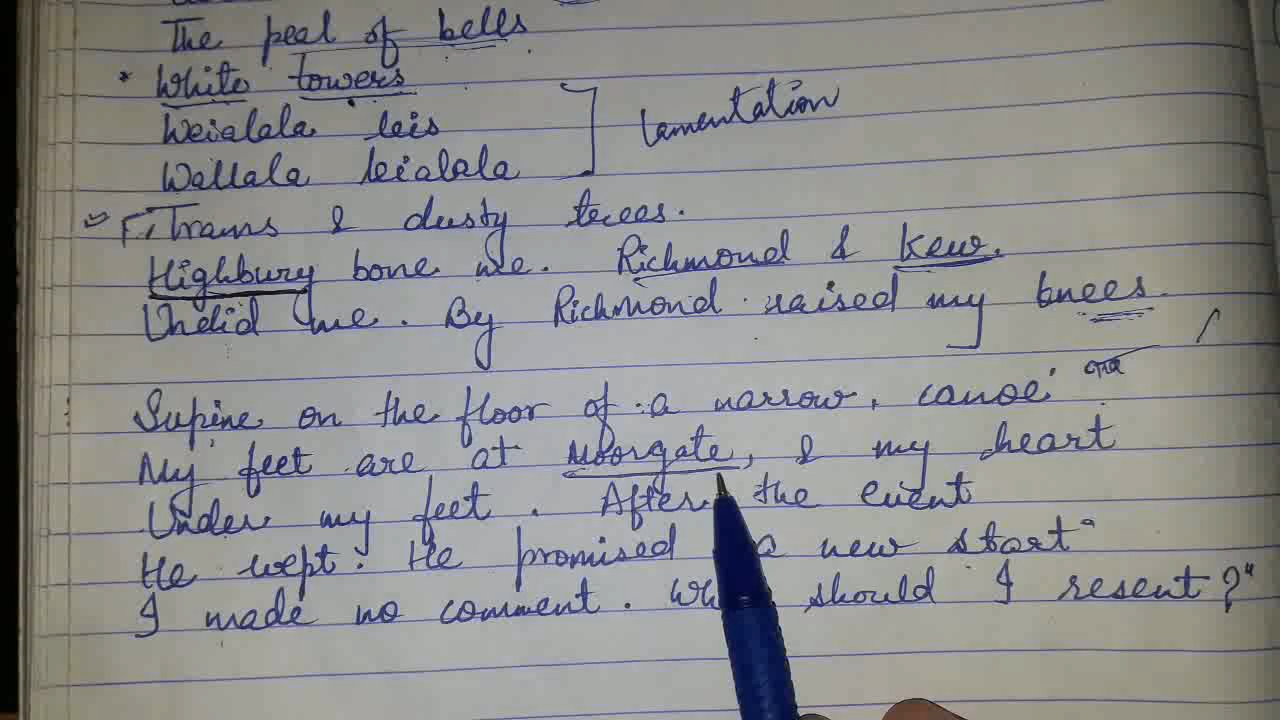 The peal of bells
* White towers
Weialala leis
Wallala leialala ] Lamentation
Trams & dusty trees.
Highbury bore me. Richmond & Kew.
Undid me. By Richmond raised my knees
Supine on the floor of a narrow, canoe
My feet are at Moorgate, & my heart
Under my feet. After the event
He wept. He promised a new start"
I made no comment. should I resent?"